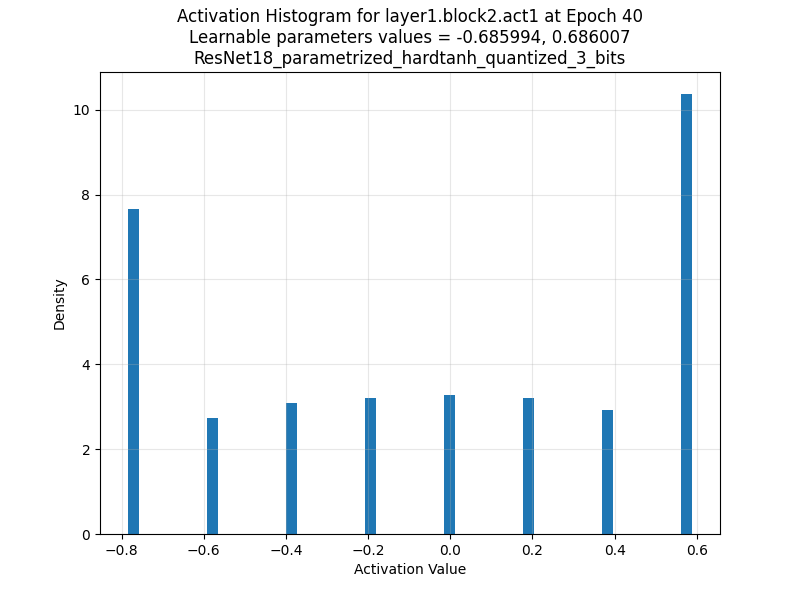 Activation Histogram for layer1.block2.act1 at Epoch 40
Learnable parameters values = -0.685994, 0.686007
ResNet18_parametrized_hardtanh_quantized_3_bits
Density
10
8
6
4
2
0
−0.8 −0.6 −0.4 −0.2 0.0 0.2 0.4 0.6
Activation Value